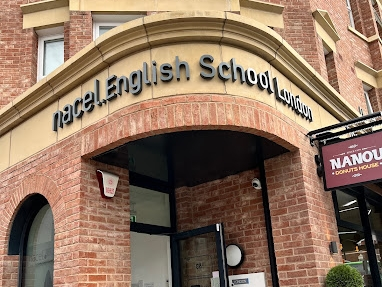 nacel.English School London
NANOU
DONUTS HOUSE